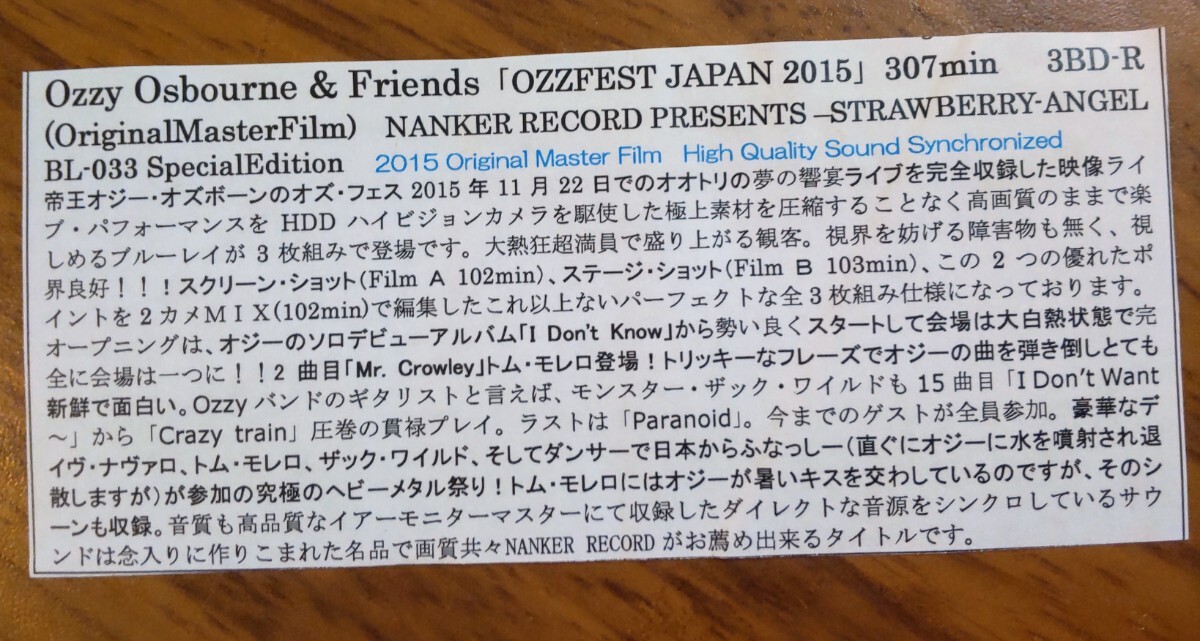 Ozzy Osbourne & Friends「OZZFEST JAPAN 2015」307min 3BD-R
(OriginalMasterFilm) NANKER RECORD PRESENTS –STRAWBERRY-ANGEL
BL-033 SpecialEdition 2015 Original Master Film High Quality Sound Synchronized
帝王オジー・オズボーンのオズ・フェス 2015 年 11 月 22 日でのオオトリの夢の響宴ライブを完全収録した映像ライ
ブ・パフォーマンスを HDD ハイビジョンカメラを駆使した極上素材を圧縮することなく高画質のままで楽
しめるブルーレイが 3 枚組みで登場です。大熱狂超満員で盛り上がる観客。視界を妨げる障害物も無く、視
界良好！！！スクリーン・ショット(Film A 102min)、ステージ・ショット(Film B 103min)、この 2 つの優れたポ
イントを 2 カメＭＩＸ(102min)で編集したこれ以上ないパーフェクトな全 3 枚組み仕様になっております。
オープニングは、オジーのソロデビューアルバム「I Don't Know」から勢い良くスタートして会場は大白熱状態で完
全に会場は一つに！！2 曲目「Mr. Crowley」トム・モレロ登場！トリッキーなフレーズでオジーの曲を弾き倒しとても
新鮮で面白い。Ozzy バンドのギタリストと言えば、モンスター・ザック・ワイルドも 15 曲目「I Don't Want
～」から「Crazy train」圧巻の貫禄プレイ。ラストは「Paranoid」。今までのゲストが全員参加。豪華なデ
イヴ・ナヴァロ、トム・モレロ、ザック・ワイルド、そしてダンサーで日本からふなっしー(直ぐにオジーに水を噴射され退
散しますが)が参加の究極のヘビーメタル祭り！トム・モレロにはオジーが暑いキスを交わしているのですが、そのシ
ーンも収録。音質も高品質なイアーモニターマスターにて収録したダイレクトな音源をシンクロしているサウ
ンドは念入りに作りこまれた名品で画質共々NANKER RECORD がお薦め出来るタイトルです。